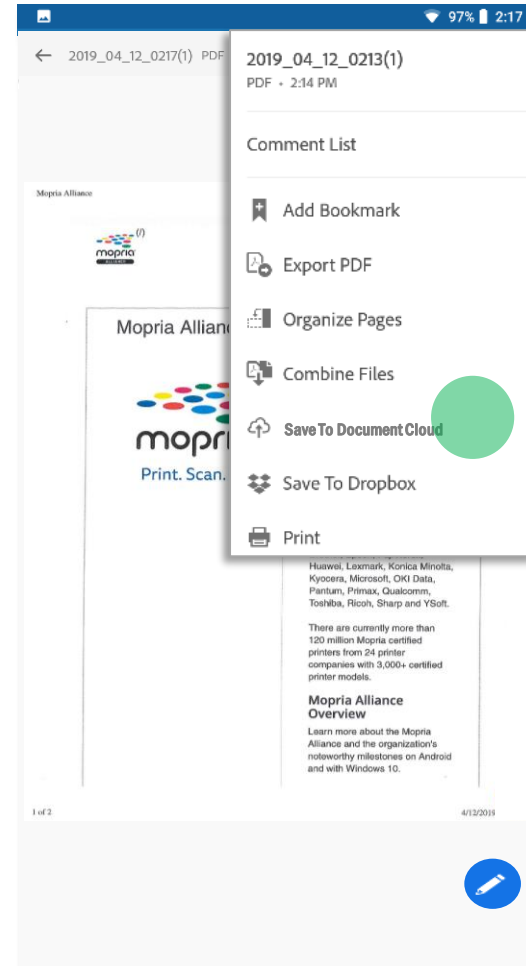 97% 2:17
2019_04_12_0217(1) PDF
2019_04_12_0213(1)
PDF • 2:14 PM
Comment List
Add Bookmark
Export PDF
Organize Pages
Combine Files
Save To Document Cloud
Save To Dropbox
Print
Mopria Alliance
(/)
mopria
ALLIANCE
Mopria Allian
mopri
Print. Scan.
Huawei, Lexmark, Konica Minolta,
Kyocera, Microsoft, OKI Data,
Pantum, Primax, Qualcomm,
Toshiba, Ricoh, Sharp and YSoft.
There are currently more than
120 million Mopria certified
printers from 24 printer
companies with 3,000+ certified
printer models.
Mopria Alliance
Overview
Learn more about the Mopria
Alliance and the organization's
noteworthy milestones on Android
and with Windows 10.
1 of 2
4/12/2019